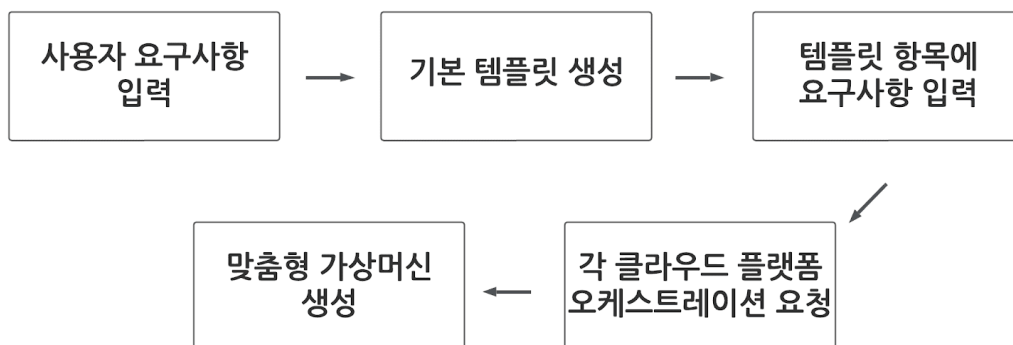 사용자 요구사항
입력
기본 템플릿 생성
템플릿 항목에
요구사항 입력
각 클라우드 플랫폼
오케스트레이션 요청
맞춤형 가상머신
생성